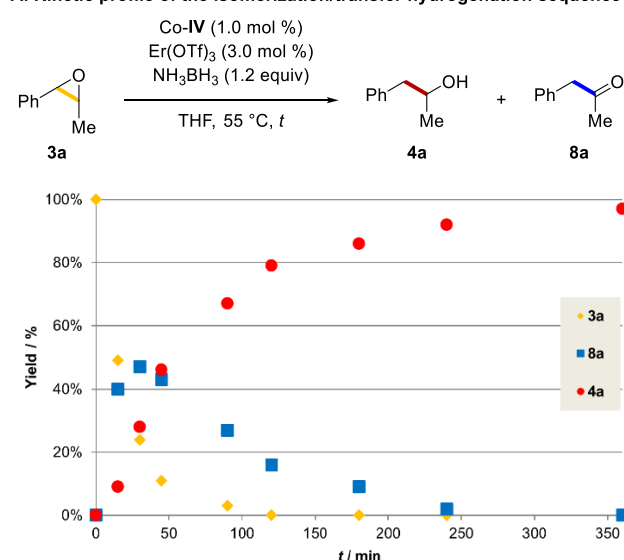 A. Kinetic profile of the isomerization/transfer hydrogenation sequence
Co-IV (1.0 mol %)
Er(OTf)₃ (3.0 mol %)
NH₃BH₃ (1.2 equiv)
THF, 55 °C, t
Ph
O
Me
3a
Ph
OH
Me
4a
+
Ph
O
Me
8a
100%
80%
60%
40%
20%
0%
Yield / %
0
50
100
150
200
250
300
350
t / min
3a
8a
4a